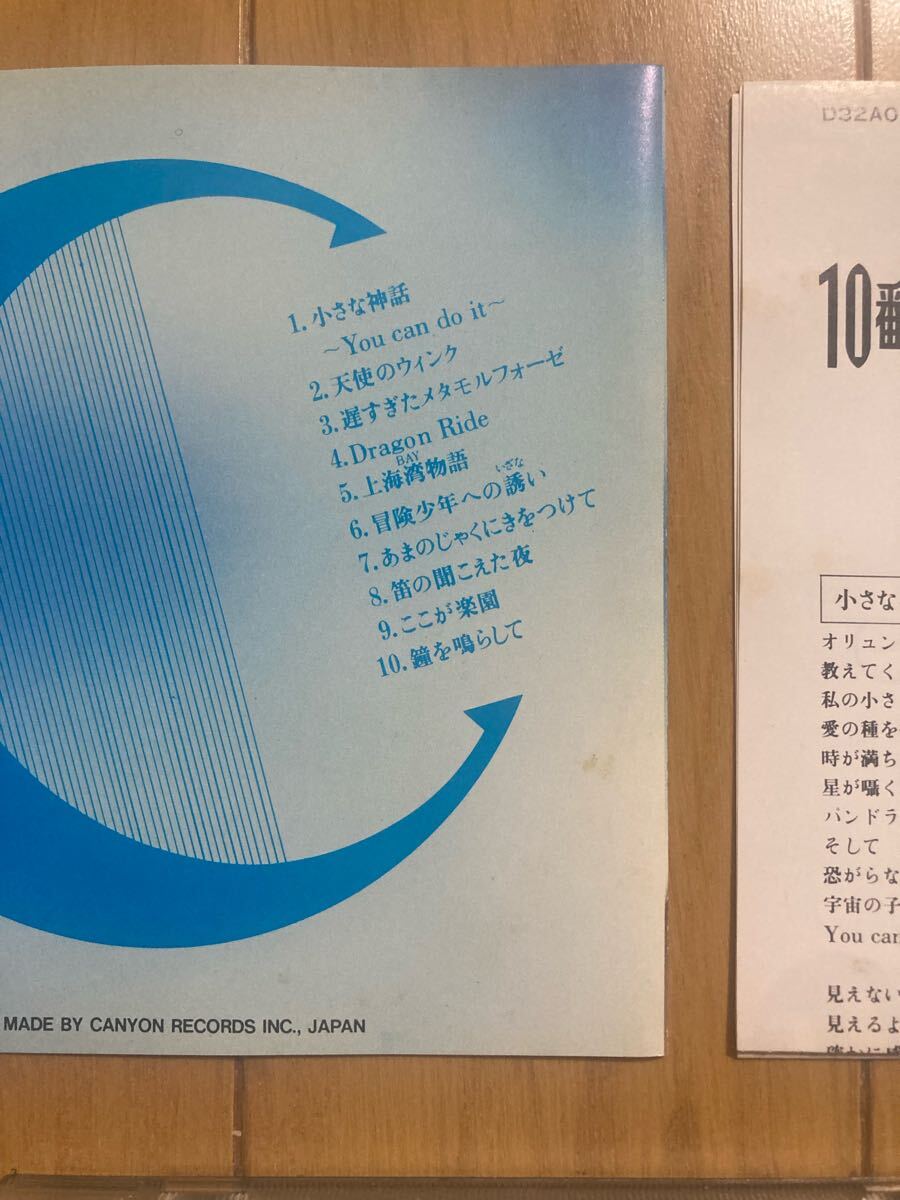 1.小さな神話
～You can do it～
2.天使のウィンク
3.遅すぎたメタモルフォーゼ
4.Dragon Ride
BAY
5.上海湾物語
いざな
6.冒険少年への誘い
7.あまのじゃくにきをつけて
8.笛の聞こえた夜
9.ここが楽園
10.鐘を鳴らして
MADE BY CANYON RECORDS INC., JAPAN
D32A0
10番
小さな
オリュン
教えてく
私の小さ
愛の種を
時が満ち
星が囁く
パンドラ
そして
恐がらな
宇宙の子
You can
見えない
見えるよ